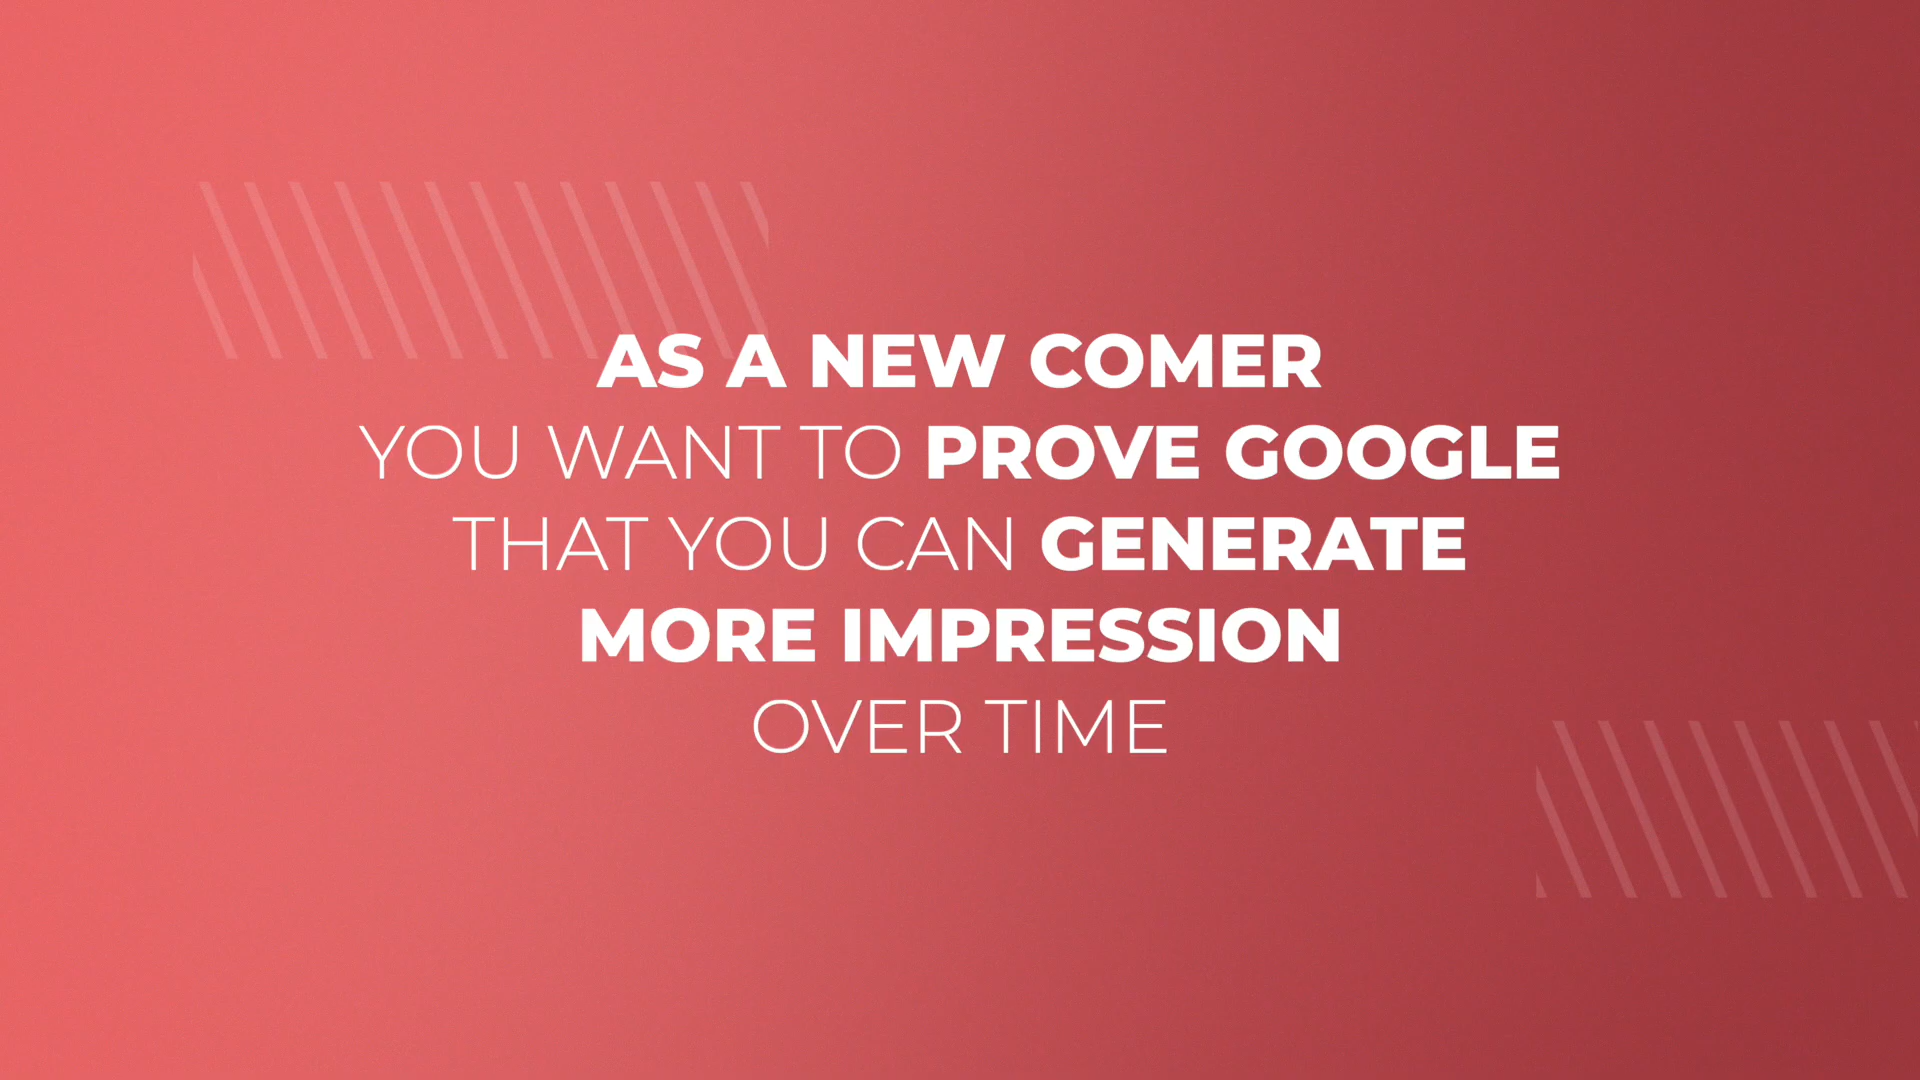 AS A NEW COMER
YOU WANT TO PROVE GOOGLE
THAT YOU CAN GENERATE
MORE IMPRESSION
OVER TIME